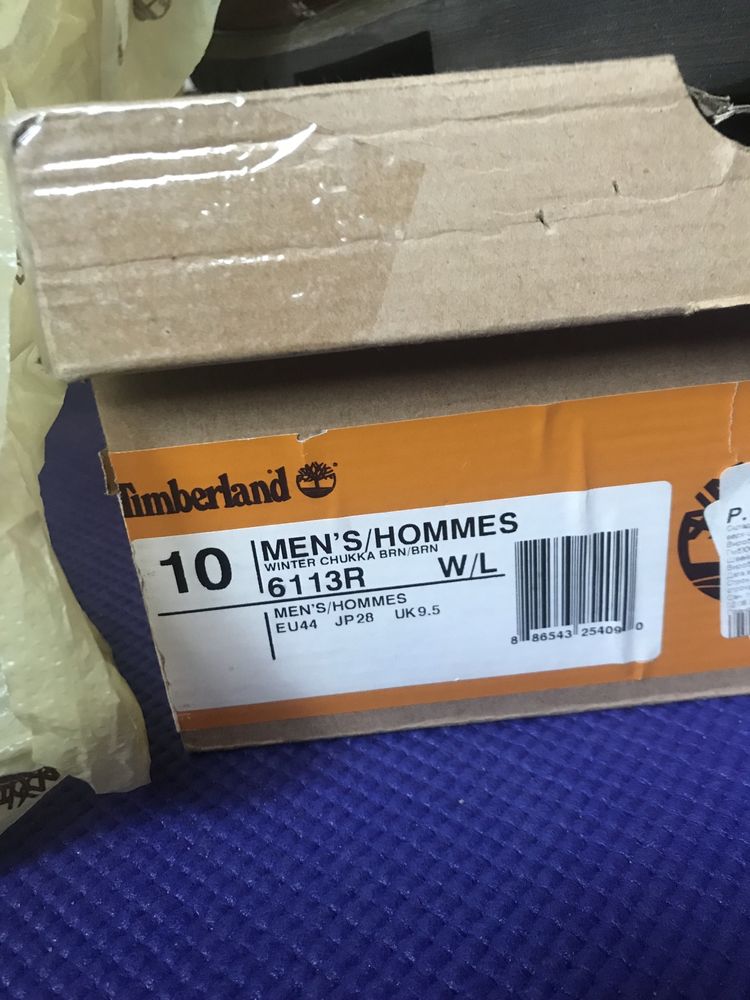 Timberland
10
MEN'S/HOMMES
WINTER CHUKKA BRN/BRN
6113R W/L
MEN'S/HOMMES
EU44 JP28 UK9.5
8 86543 25409 0
P.